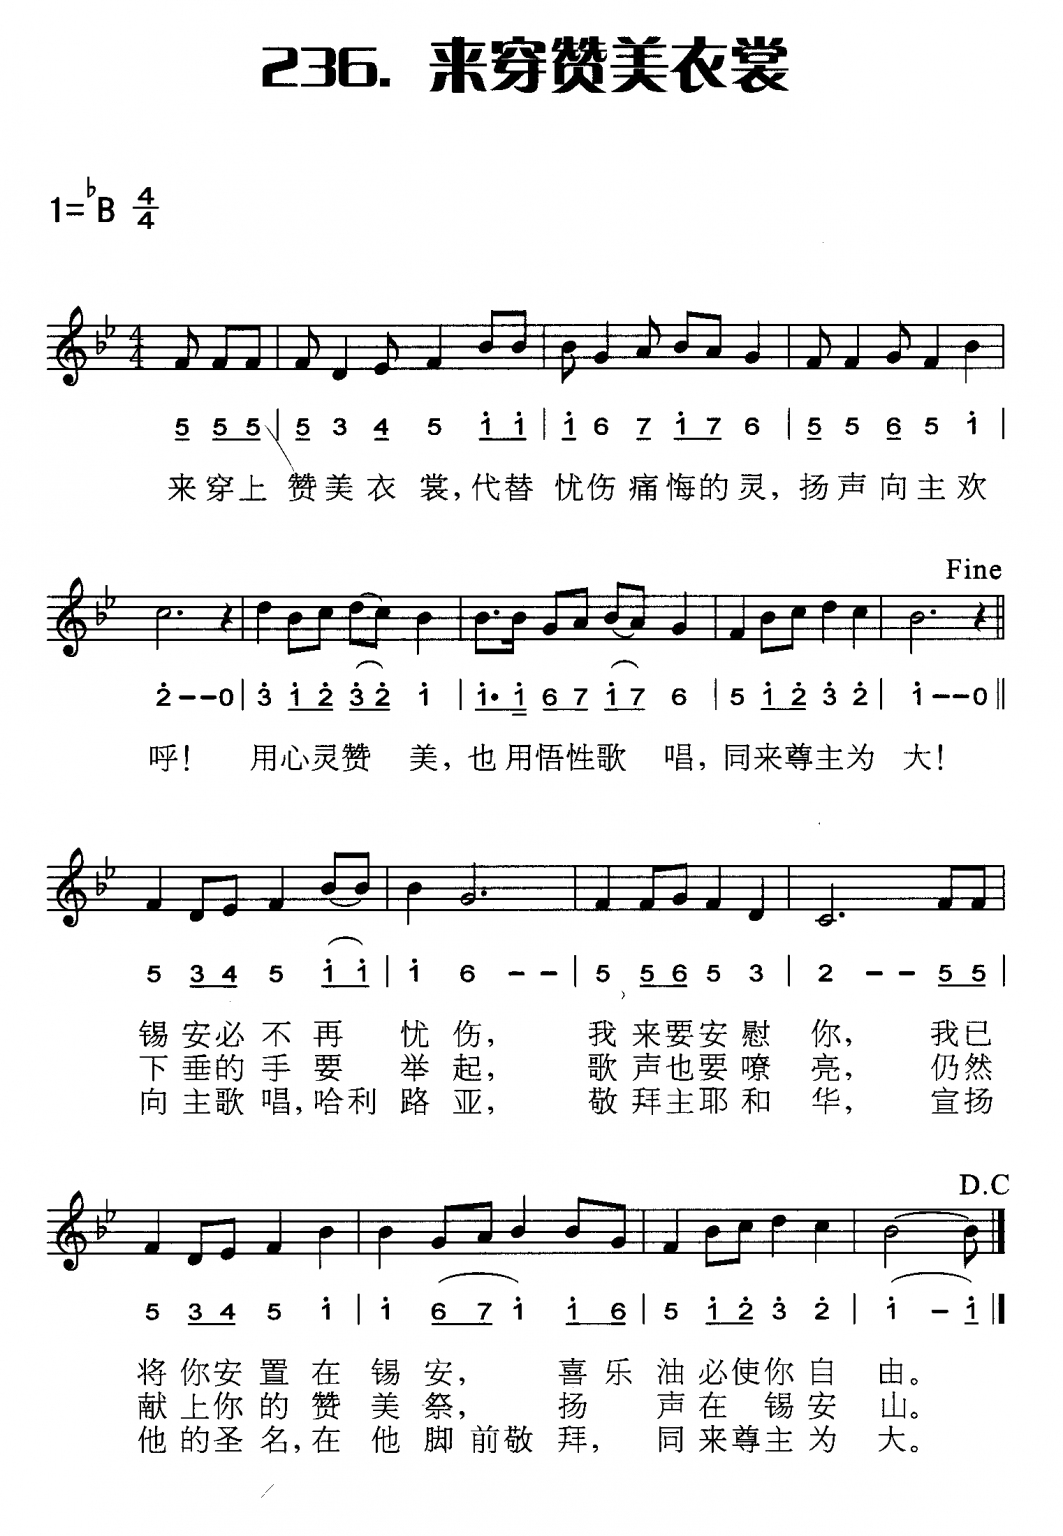 236. 来穿赞美衣裳
1=♭B 4/4
5 5 5 | 5 3 4 5 i i | i 6 7 i 7 6 | 5 5 6 5 i |
来穿上赞美衣裳,代替忧伤痛悔的灵,扬声向主欢
Fine
2̇ – – 0 | 3̇ i 2̇ 3̇ 2̇ i | i· i 6 7 i 7 6 | 5 i 2̇ 3̇ 2̇ | i – – 0 ‖
呼! 用心灵赞美,也用悟性歌唱,同来尊主为大!
5 3 4 5 i i | i 6 – – | 5 5 6 5 3 | 2 – – 5 5 |
锡安必不再忧伤, 我来要安慰你, 我已
下垂的手要举起, 歌声也要嘹亮, 仍然
向主歌唱,哈利路亚, 敬拜主耶和华, 宣扬
D.C
5 3 4 5 i | i 6 7 i i 6 | 5 i 2̇ 3̇ 2̇ | i – i ‖
将你安置在锡安, 喜乐油必使你自由。
献上你的赞美祭, 扬声在锡安山。
他的圣名,在他脚前敬拜, 同来尊主为大。